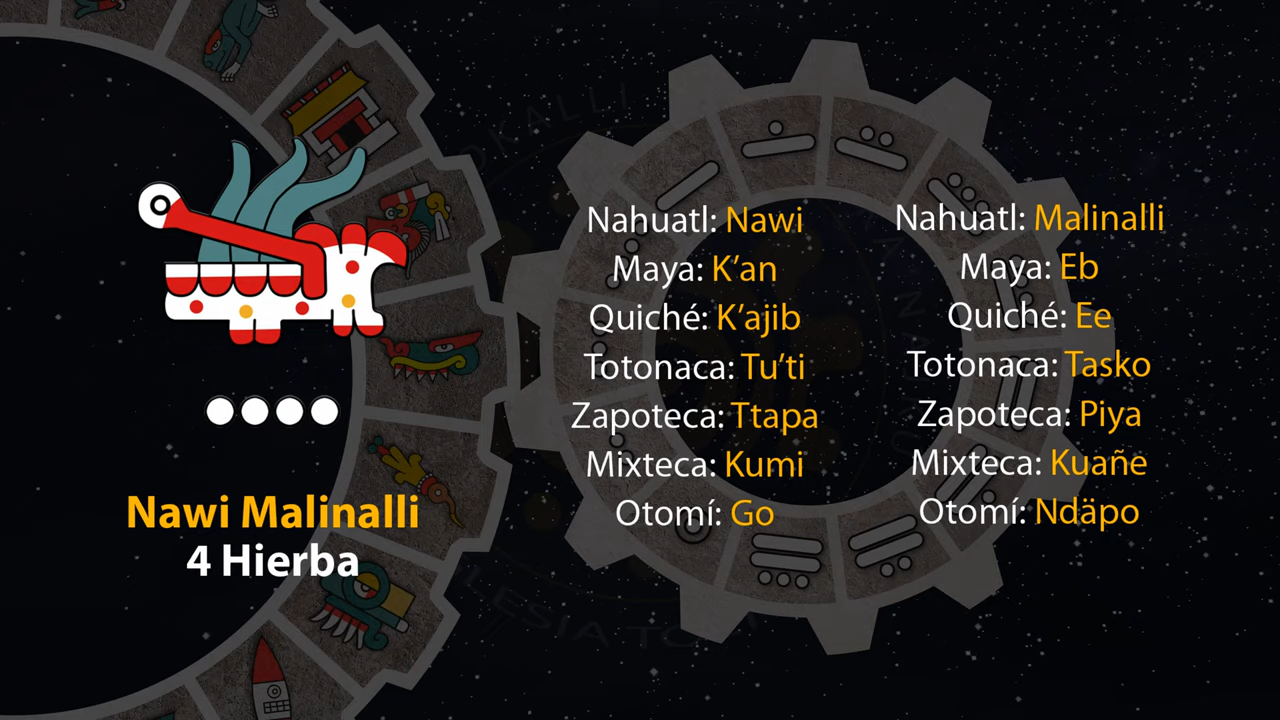 Nawi Malinalli
4 Hierba
Nahuatl: Nawi
Maya: K’an
Quiché: K’ajib
Totonaca: Tu’ti
Zapoteca: Ttapa
Mixteca: Kumi
Otomí: Go
Nahuatl: Malinalli
Maya: Eb
Quiché: Ee
Totonaca: Tasko
Zapoteca: Piya
Mixteca: Kuañe
Otomí: Ndäpo